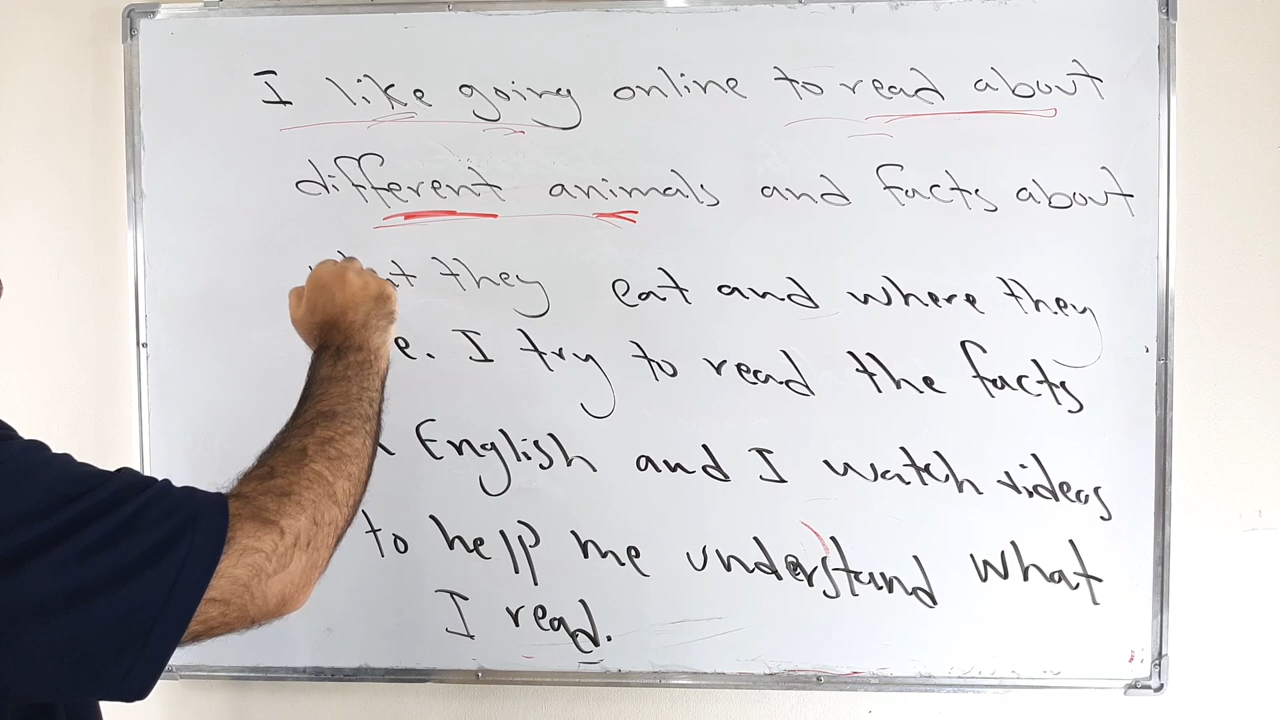 I like going online to read about
different animals and facts about
they eat and where they
I try to read the facts
English and I watch videos
to help me understand what
I read.